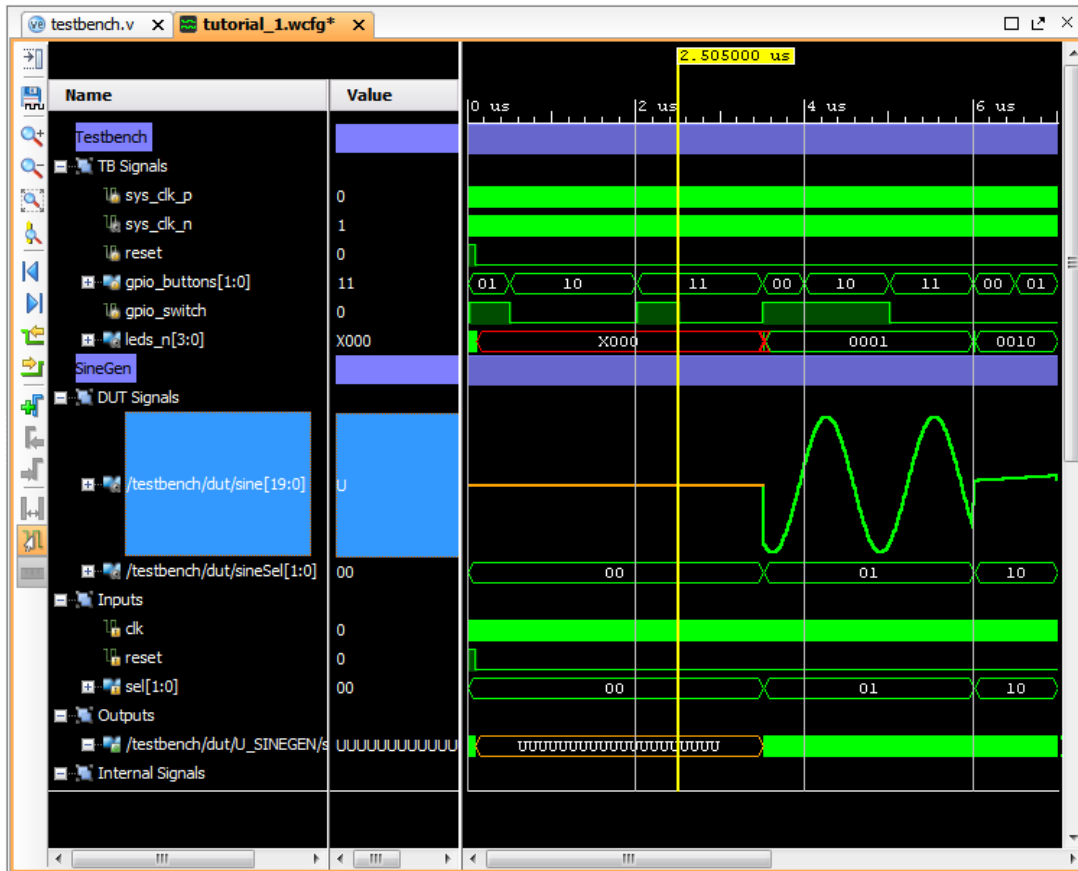 testbench.v X tutorial_1.wcfg* X
2.505000 us
Name Value
0 us 2 us 4 us 6 us
Testbench
TB Signals
sys_clk_p 0
sys_clk_n 1
reset 0
gpio_buttons[1:0] 11 01 10 11 00 10 11 00 01
gpio_switch 0
leds_n[3:0] X000 X000 0001 0010
SineGen
DUT Signals
/testbench/dut/sine[19:0] U
/testbench/dut/sineSel[1:0] 00 00 01 10
Inputs
clk 0
reset 0
sel[1:0] 00 00 01 10
Outputs
/testbench/dut/U_SINEGEN/s UUUUUUUUUUUU UUUUUUUUUUUUUUUUUUUU
Internal Signals